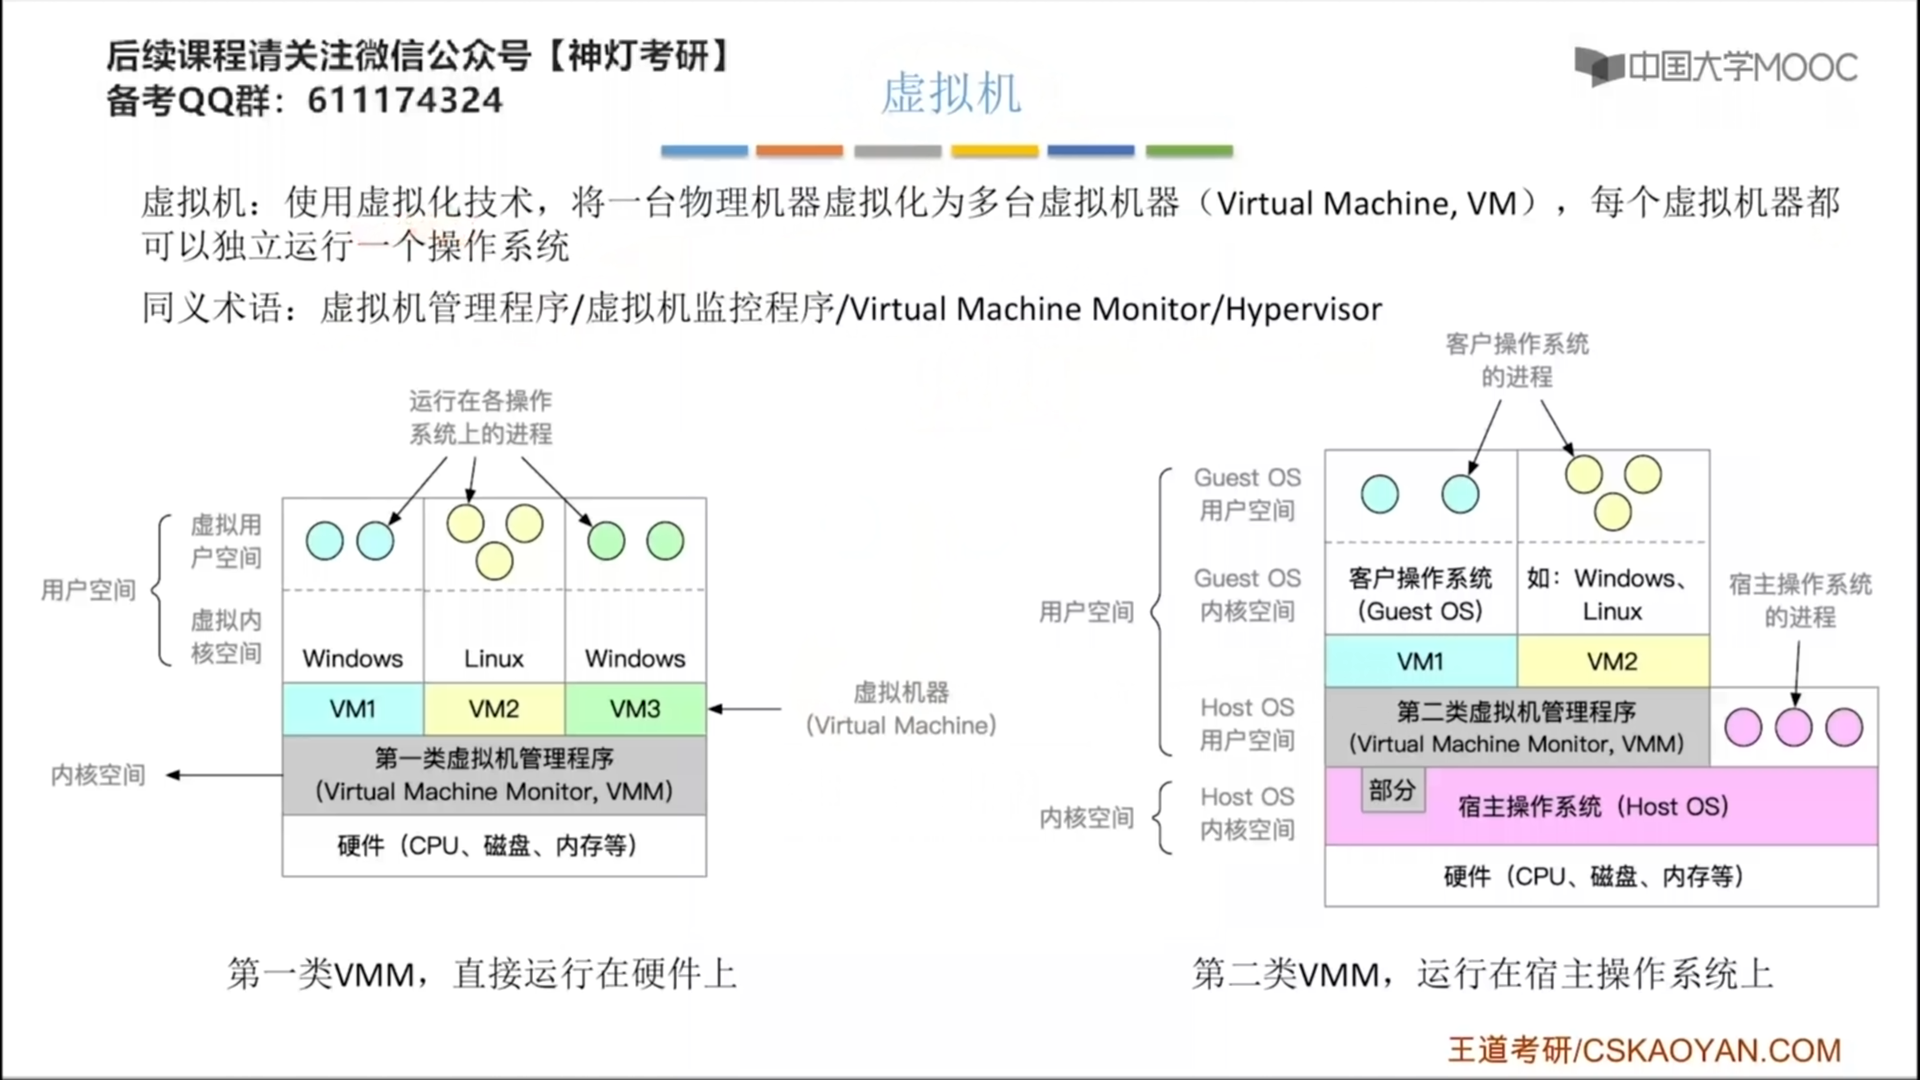 后续课程请关注微信公众号【神灯考研】
备考QQ群：611174324
中国大学MOOC
虚拟机
虚拟机：使用虚拟化技术，将一台物理机器虚拟化为多台虚拟机器（Virtual Machine, VM），每个虚拟机器都
可以独立运行一个操作系统
同义术语：虚拟机管理程序/虚拟机监控程序/Virtual Machine Monitor/Hypervisor
运行在各操作
系统上的进程
用户空间
虚拟用
户空间
虚拟内
核空间
Windows
Linux
Windows
VM1
VM2
VM3
虚拟机器
(Virtual Machine)
内核空间
第一类虚拟机管理程序
(Virtual Machine Monitor, VMM)
硬件（CPU、磁盘、内存等）
第一类VMM，直接运行在硬件上
客户操作系统
的进程
用户空间
Guest OS
用户空间
Guest OS
内核空间
客户操作系统
(Guest OS)
如：Windows、
Linux
宿主操作系统
的进程
VM1
VM2
Host OS
用户空间
第二类虚拟机管理程序
(Virtual Machine Monitor, VMM)
内核空间
Host OS
内核空间
部分
宿主操作系统（Host OS）
硬件（CPU、磁盘、内存等）
第二类VMM，运行在宿主操作系统上
王道考研/CSKAOYAN.COM